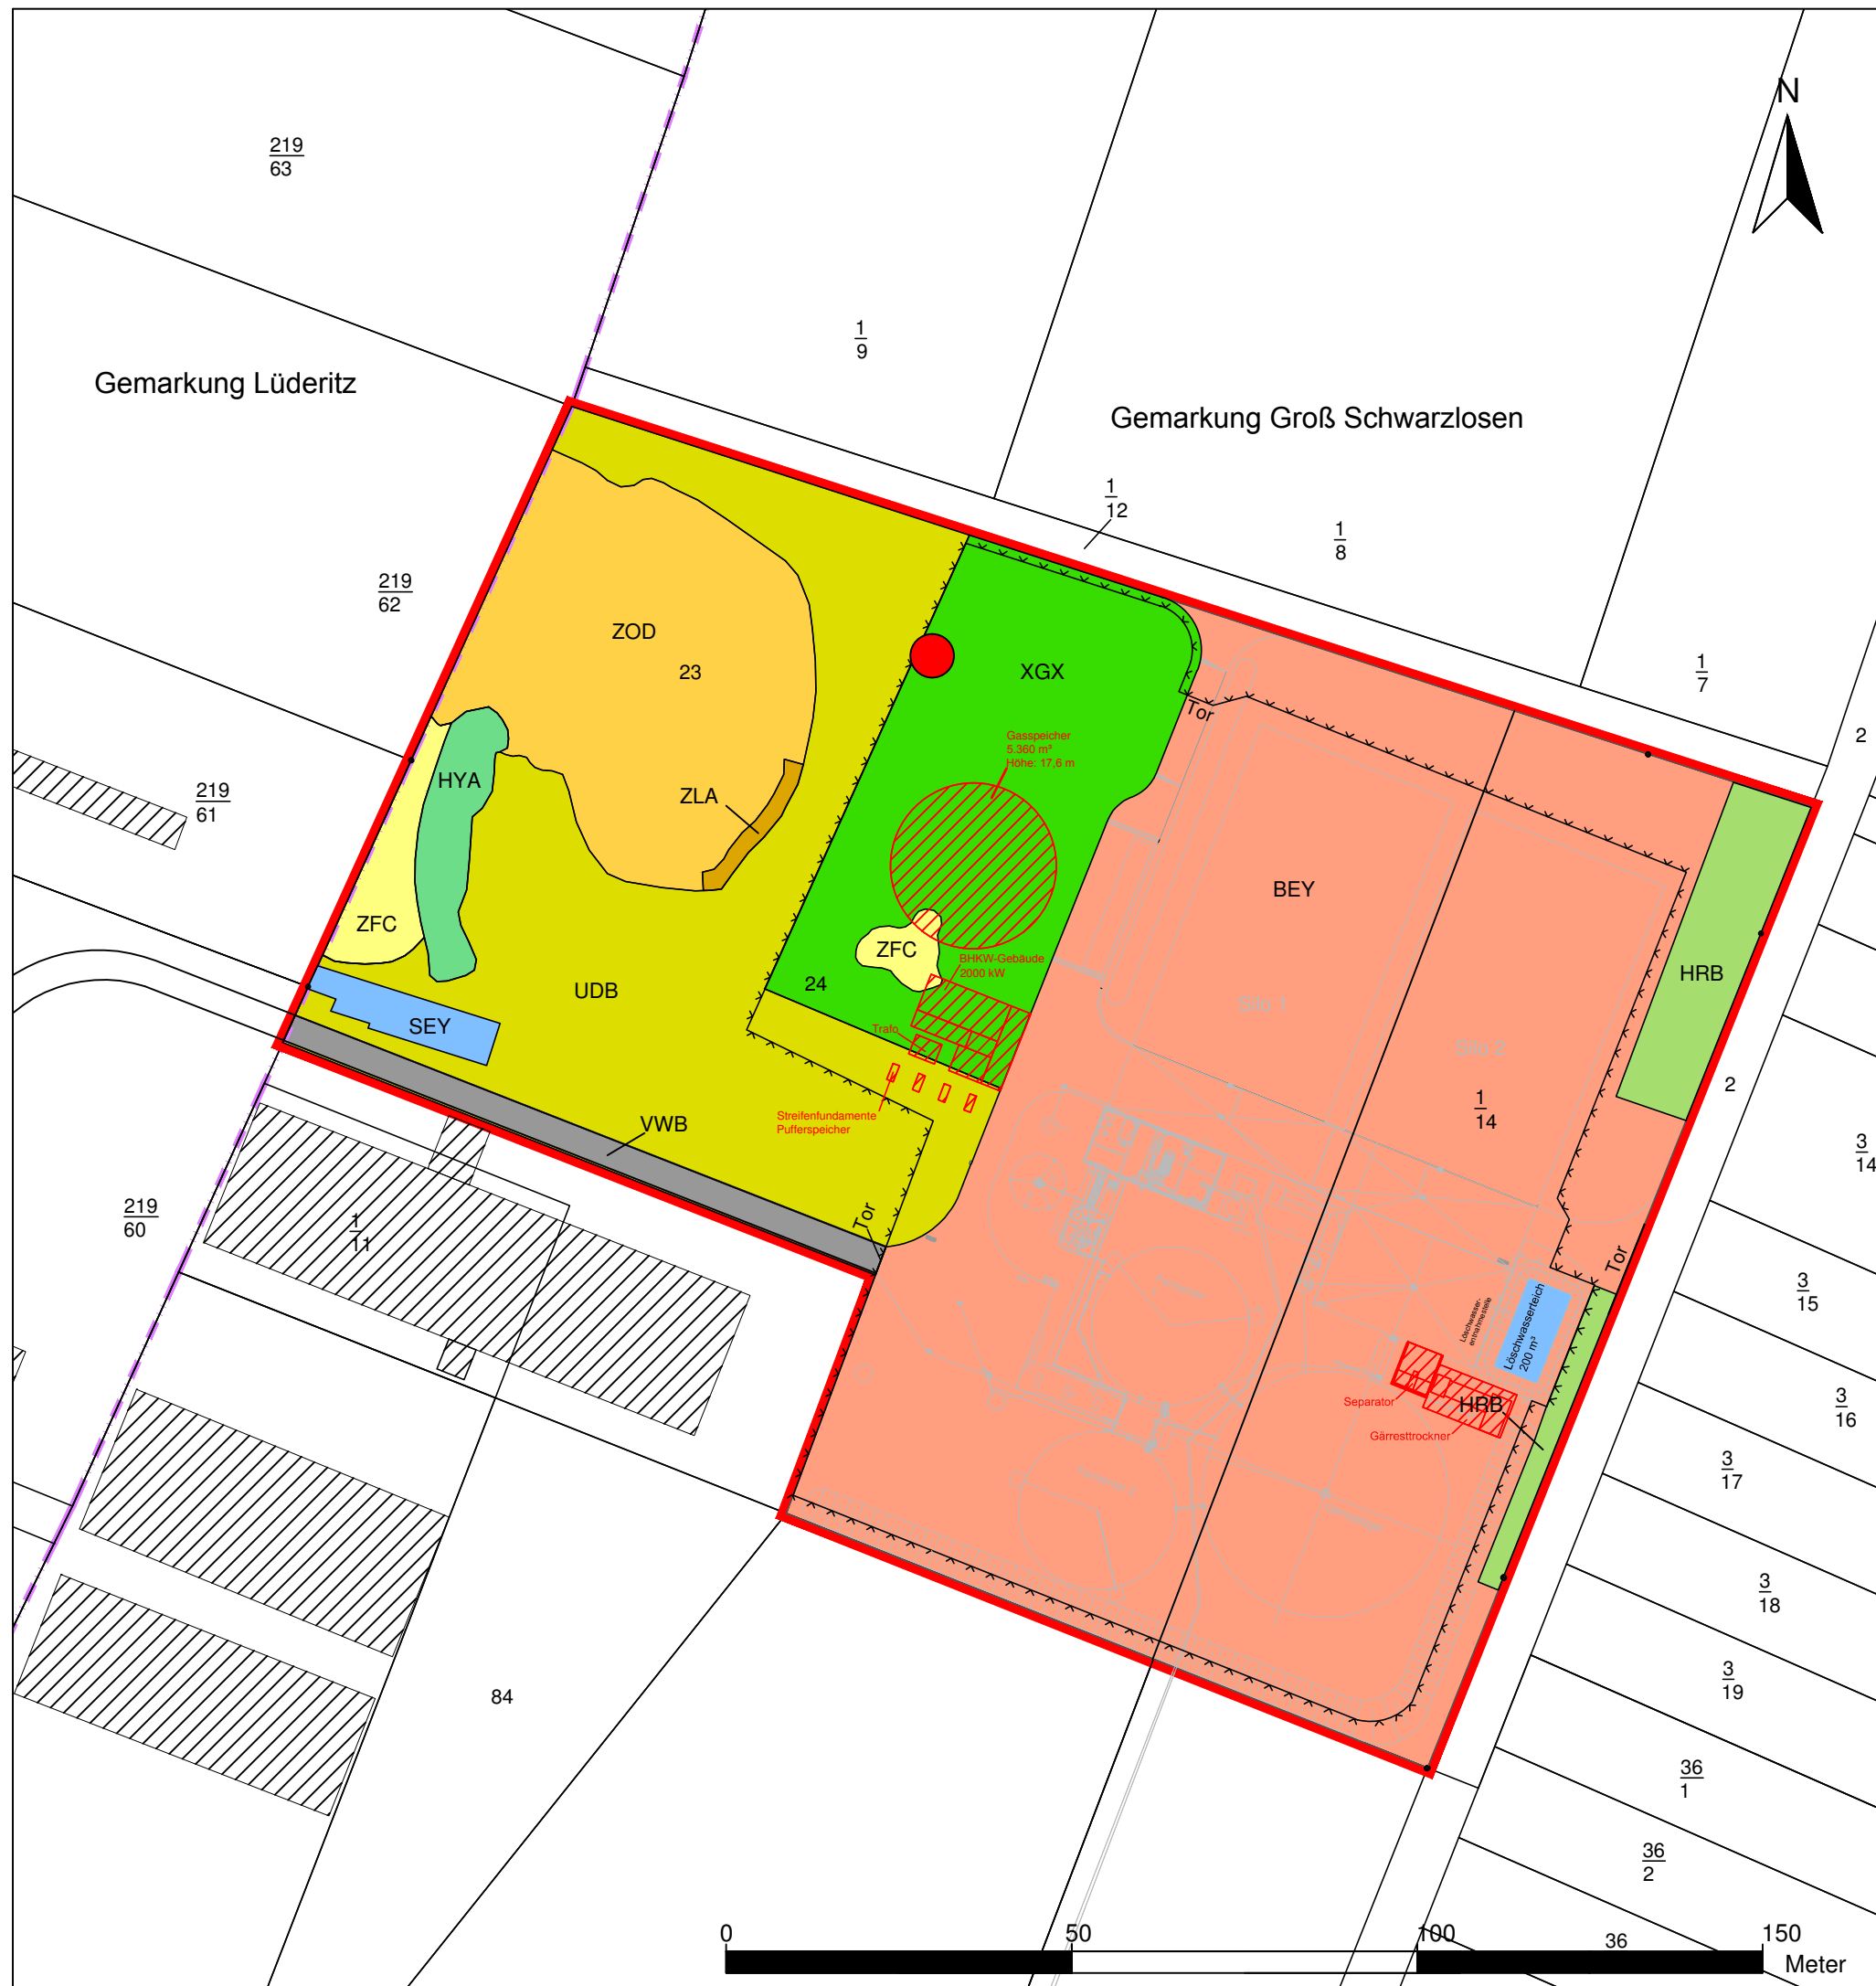 N
219
63
1
9
Gemarkung Lüderitz
Gemarkung Groß Schwarzlosen
1
12
1
8
219
62
ZOD
23
XGX
1
7
2
Tor
Gasspeicher
5.360 m³
Höhe: 17,6 m
HYA
219
61
ZLA
BEY
ZFC
ZFC
BHKW-Gebäude
2000 kW
HRB
24
UDB
Silo 1
SEY
Trafo
Silo 2
2
1
14
Streifenfundamente
Pufferspeicher
VWB
3
14
219
60
1
11
Tor
Tor
3
15
Löschwasser-
entnahmestelle
Löschwasserteich
200 m³
Separator
HRB
3
16
Gärresttrockner
3
17
3
18
3
19
84
36
1
36
2
0
50
100
150
36
Meter